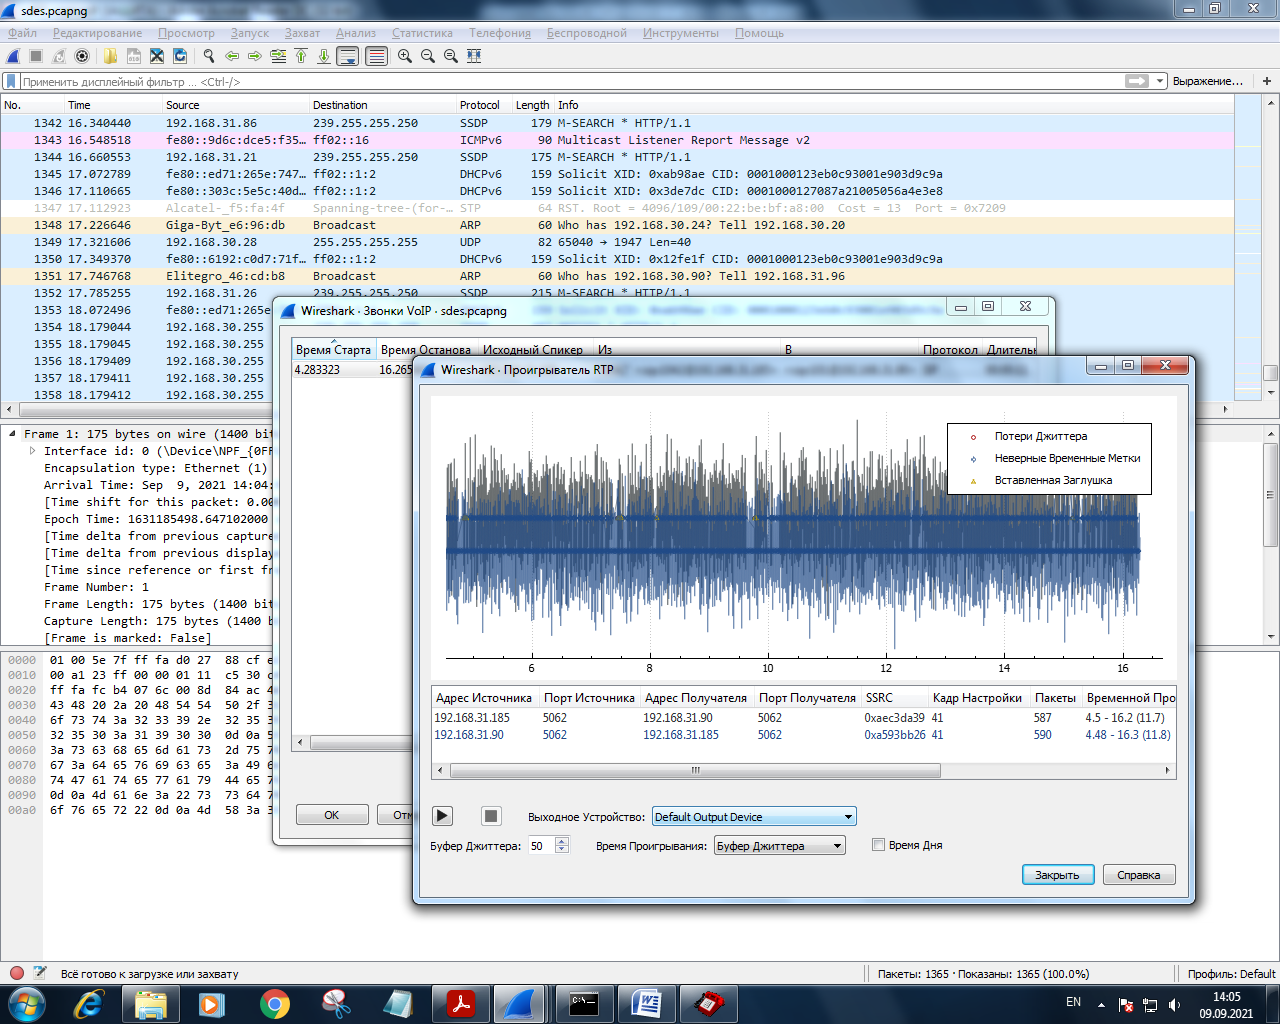 sdes.pcapng
Файл Редактирование Просмотр Запуск Захват Анализ Статистика Телефония Беспроводной Инструменты Помощь
Применить дисплейный фильтр ... <Ctrl-/> Выражение... +
No. Time Source Destination Protocol Length Info
1342 16.340440 192.168.31.86 239.255.255.250 SSDP 179 M-SEARCH * HTTP/1.1
1343 16.548518 fe80::9d6c:dce5:f35… ff02::16 ICMPv6 90 Multicast Listener Report Message v2
1344 16.660553 192.168.31.21 239.255.255.250 SSDP 175 M-SEARCH * HTTP/1.1
1345 17.072789 fe80::ed71:265e:747… ff02::1:2 DHCPv6 159 Solicit XID: 0xab98ae CID: 0001000123eb0c93001e903d9c9a
1346 17.110665 fe80::303c:5e5c:40d… ff02::1:2 DHCPv6 159 Solicit XID: 0x3de7dc CID: 0001000127087a21005056a4e3e8
1347 17.112923 Alcatel-_f5:fa:4f Spanning-tree-(for-… STP 64 RST. Root = 4096/109/00:22:be:bf:a8:00 Cost = 13 Port = 0x7209
1348 17.226646 Giga-Byt_e6:96:db Broadcast ARP 60 Who has 192.168.30.24? Tell 192.168.30.20
1349 17.321606 192.168.30.28 255.255.255.255 UDP 82 65040 → 1947 Len=40
1350 17.349370 fe80::6192:c0d7:71f… ff02::1:2 DHCPv6 159 Solicit XID: 0x12fe1f CID: 0001000123eb0c93001e903d9c9a
1351 17.746768 Elitegro_46:cd:b8 Broadcast ARP 60 Who has 192.168.30.90? Tell 192.168.31.96
1352 17.785255 192.168.31.26 239.255.255.250 SSDP 215 M-SEARCH * HTTP/1.1
1353 18.072496 fe80::ed71:265e
1354 18.179044 192.168.30.255
1355 18.179045 192.168.30.255
1356 18.179409 192.168.30.255
1357 18.179411 192.168.30.255
1358 18.179412 192.168.30.255
Wireshark · Звонки VoIP · sdes.pcapng
Время Старта Время Останова Исходный Спикер Из В Протокол Длительн
4.283323 16.265
OK Отм
Wireshark · Проигрыватель RTP
Потери Джиттера
Неверные Временные Метки
Вставленная Заглушка
6 8 10 12 14 16
Адрес Источника Порт Источника Адрес Получателя Порт Получателя SSRC Кадр Настройки Пакеты Временной Про
192.168.31.185 5062 192.168.31.90 5062 0xaec3da39 41 587 4.5 - 16.2 (11.7)
192.168.31.90 5062 192.168.31.185 5062 0xa593bb26 41 590 4.48 - 16.3 (11.8)
Выходное Устройство: Default Output Device
Буфер Джиттера: 50 Время Проигрывания: Буфер Джиттера Время Дня
Закрыть Справка
Frame 1: 175 bytes on wire (1400 bit
Interface id: 0 (\Device\NPF_{0FF
Encapsulation type: Ethernet (1)
Arrival Time: Sep 9, 2021 14:04:
[Time shift for this packet: 0.00
Epoch Time: 1631185498.647102000
[Time delta from previous capture
[Time delta from previous display
[Time since reference or first fr
Frame Number: 1
Frame Length: 175 bytes (1400 bit
Capture Length: 175 bytes (1400 b
[Frame is marked: False]
0000 01 00 5e 7f ff fa d0 27 88 cf e
0010 00 a1 23 ff 00 00 01 11 c5 30 c
0020 ff fa fc b4 07 6c 00 8d 84 ac 4
0030 43 48 20 2a 20 48 54 54 50 2f 3
0040 6f 73 74 3a 32 33 39 2e 32 35 3
0050 32 35 30 3a 31 39 30 30 0d 0a 5
0060 3a 73 63 68 65 6d 61 73 2d 75 7
0070 67 3a 64 65 76 69 63 65 3a 49 6
0080 74 47 61 74 65 77 61 79 44 65 7
0090 0d 0a 4d 61 6e 3a 22 73 73 64 7
00a0 6f 76 65 72 22 0d 0a 4d 58 3a 3
Всё готово к загрузке или захвату Пакеты: 1365 · Показаны: 1365 (100.0%) Профиль: Default
EN 14:05
09.09.2021